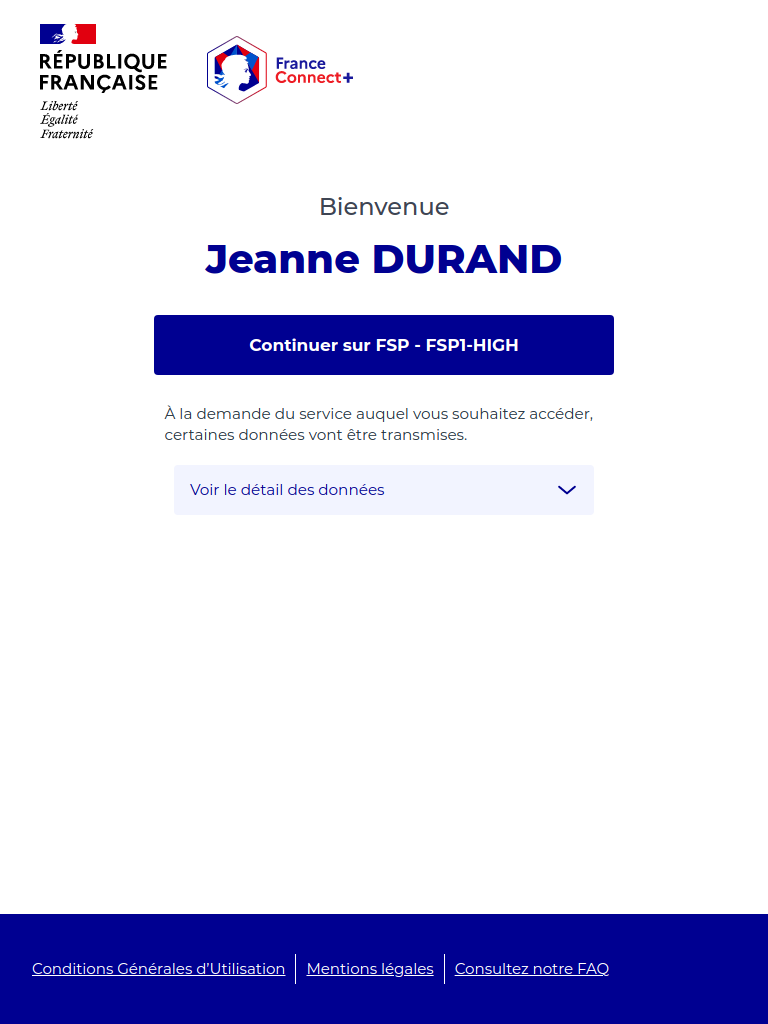 RÉPUBLIQUE
FRANÇAISE
Liberté
Égalité
Fraternité
France
Connect+
Bienvenue
Jeanne DURAND
Continuer sur FSP - FSP1-HIGH
À la demande du service auquel vous souhaitez accéder,
certaines données vont être transmises.
Voir le détail des données
Conditions Générales d’Utilisation Mentions légales Consultez notre FAQ